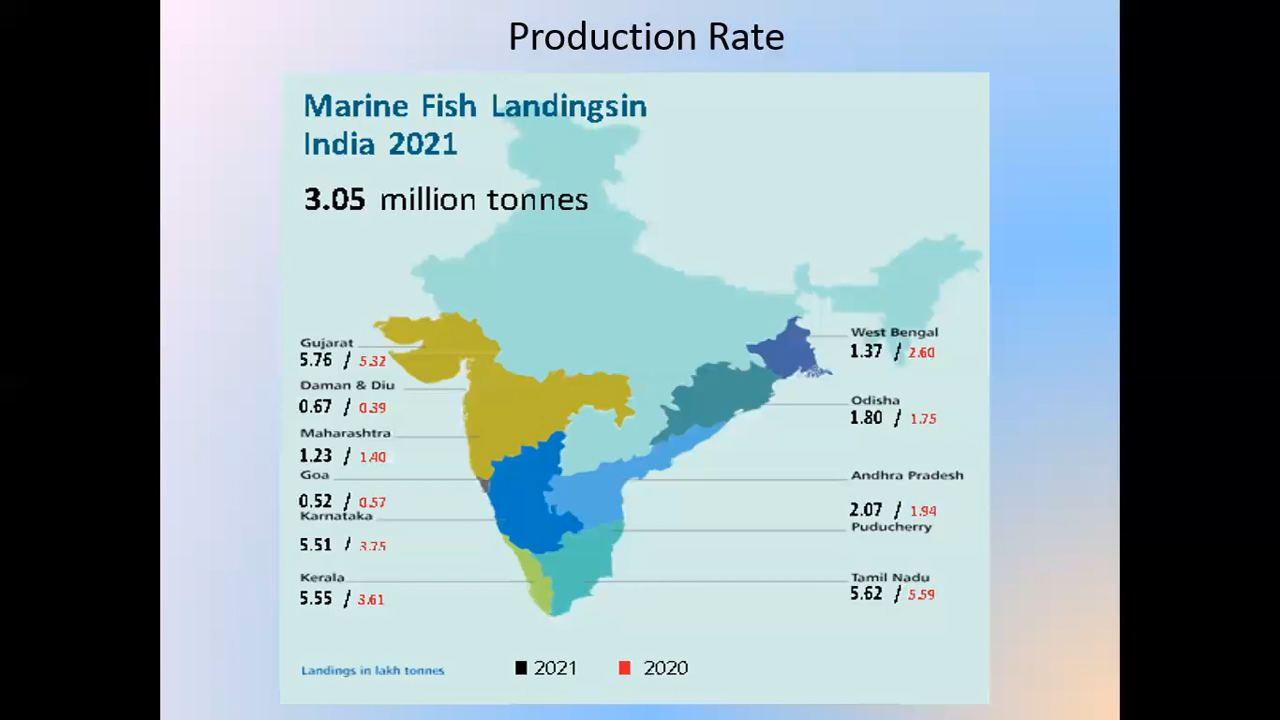 Production Rate
Marine Fish Landingsin
India 2021
3.05 million tonnes
Gujarat
5.76 / 5.32
Daman & Diu
0.67 / 0.39
Maharashtra
1.23 / 1.40
Goa
0.52 / 0.57
Karnataka
5.51 / 3.75
Kerala
5.55 / 3.61
West Bengal
1.37 / 2.60
Odisha
1.80 / 1.75
Andhra Pradesh
2.07 / 1.94
Puducherry
Tamil Nadu
5.62 / 5.59
Landings in lakh tonnes
2021
2020